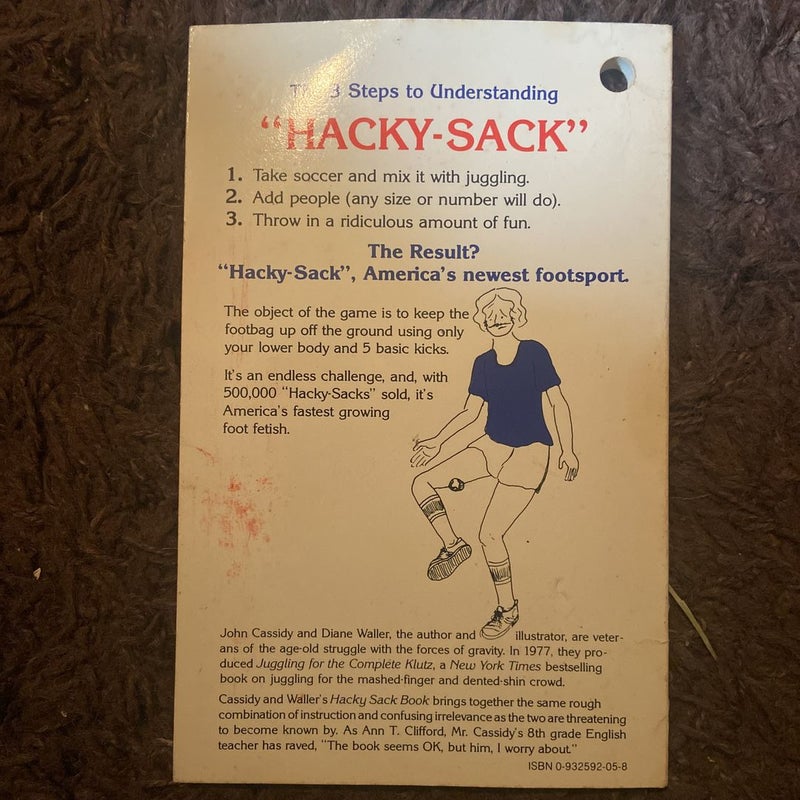 The 3 Steps to Understanding
“HACKY-SACK”
1. Take soccer and mix it with juggling.
2. Add people (any size or number will do).
3. Throw in a ridiculous amount of fun.
The Result?
“Hacky-Sack”, America’s newest footsport.
The object of the game is to keep the
footbag up off the ground using only
your lower body and 5 basic kicks.
It’s an endless challenge, and, with
500,000 “Hacky-Sacks” sold, it’s
America’s fastest growing
foot fetish.
John Cassidy and Diane Waller, the author and illustrator, are veter-
ans of the age-old struggle with the forces of gravity. In 1977, they pro-
duced Juggling for the Complete Klutz, a New York Times bestselling
book on juggling for the mashed-finger and dented-shin crowd.
Cassidy and Waller’s Hacky Sack Book brings together the same rough
combination of instruction and confusing irrelevance as the two are threatening
to become known by. As Ann T. Clifford, Mr. Cassidy’s 8th grade English
teacher has raved, “The book seems OK, but him, I worry about.”
ISBN 0-932592-05-8